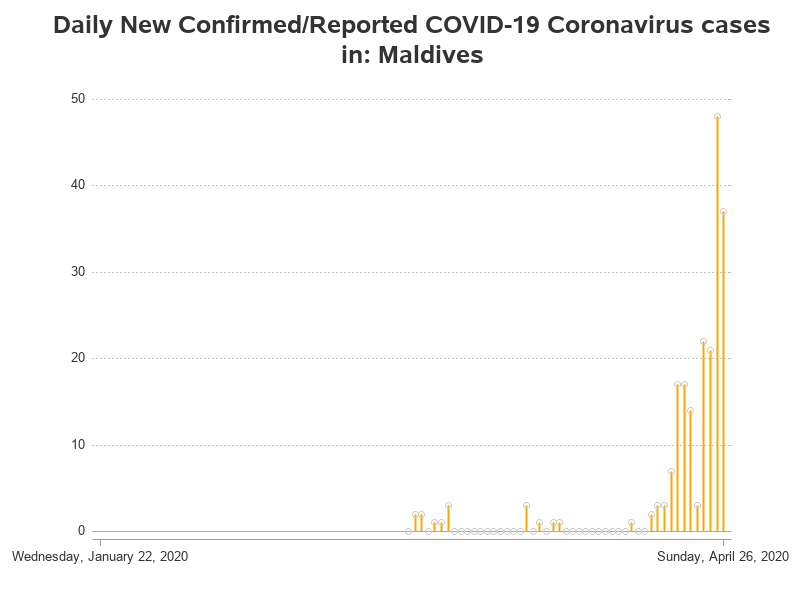 Daily New Confirmed/Reported COVID-19 Coronavirus cases
in: Maldives
50
40
30
20
10
0
Wednesday, January 22, 2020
Sunday, April 26, 2020